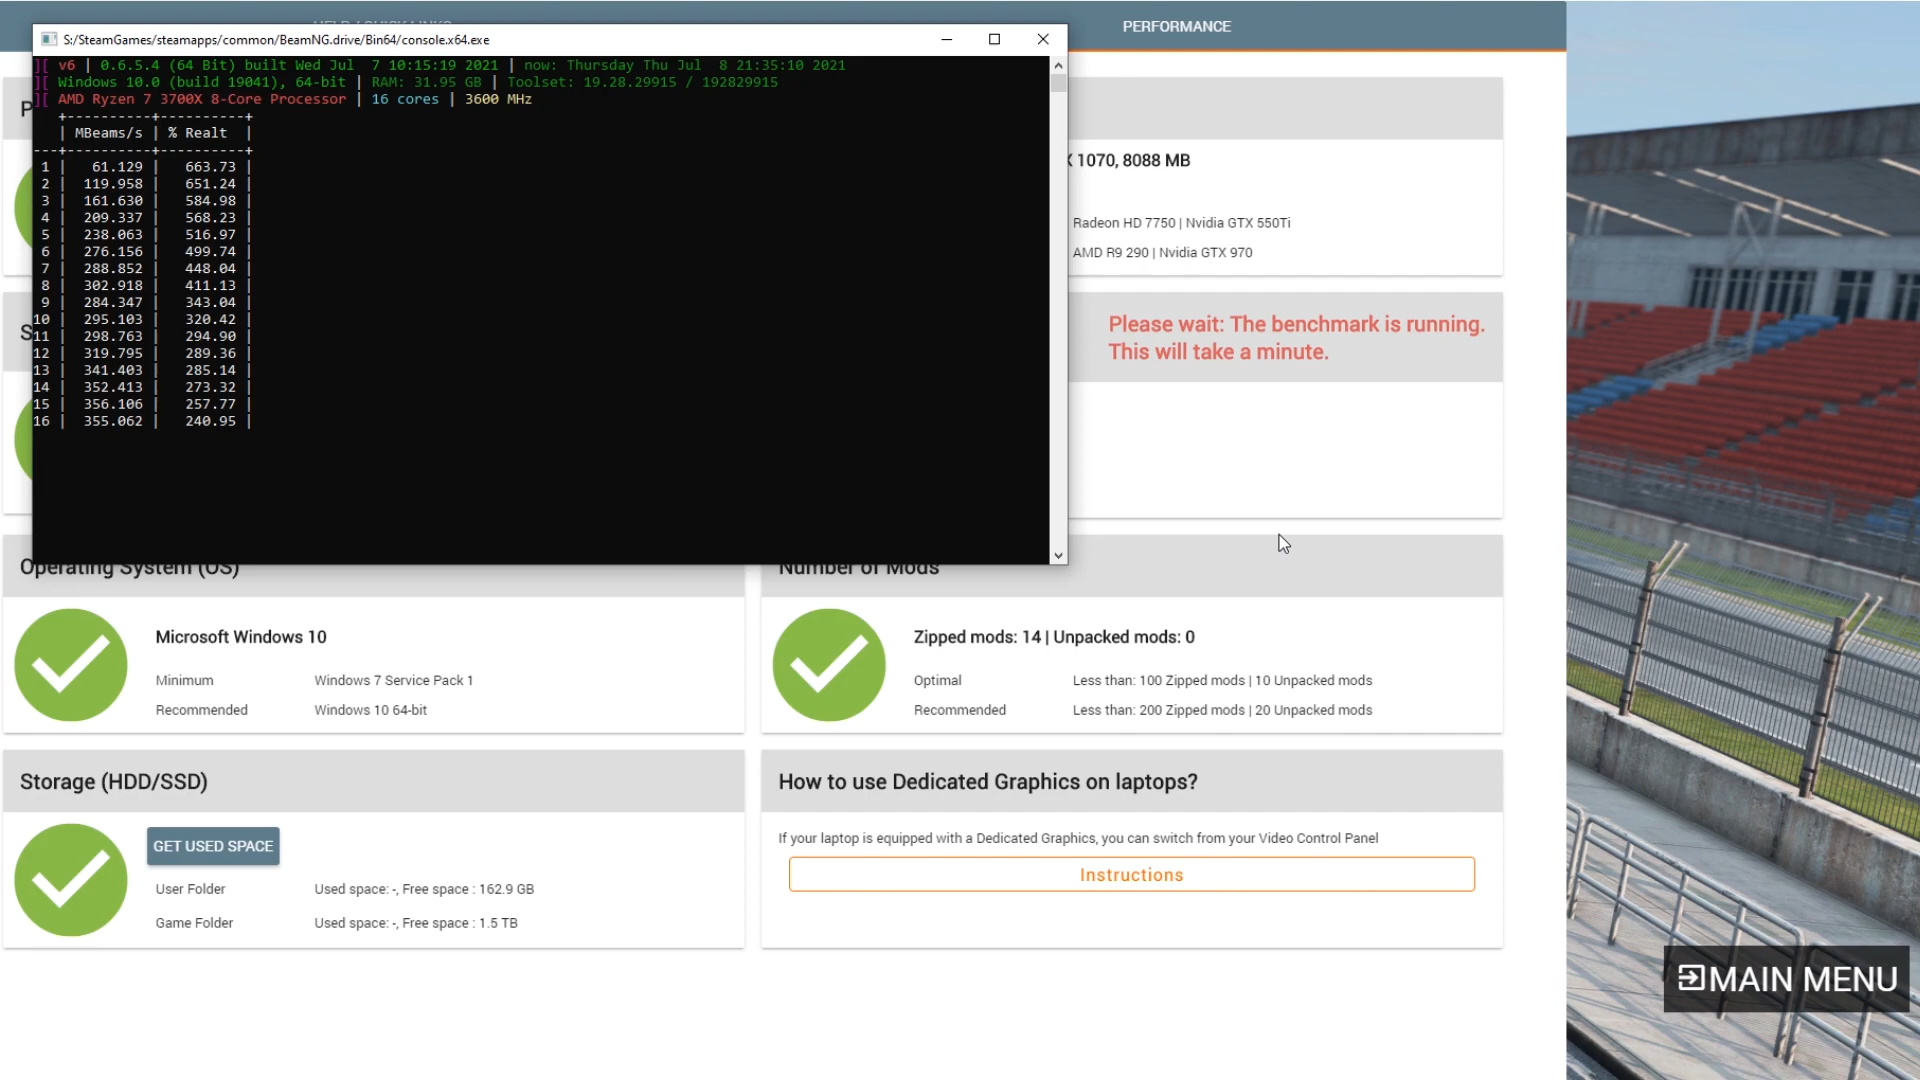 HELP / QUICK LINKS
PERFORMANCE
S:/SteamGames/steamapps/common/BeamNG.drive/Bin64/console.x64.exe
][ v6 | 0.6.5.4 (64 Bit) built Wed Jul  7 10:15:19 2021 | now: Thursday Thu Jul  8 21:35:10 2021
][ Windows 10.0 (build 19041), 64-bit | RAM: 31.95 GB | Toolset: 19.28.29915 / 192829915
][ AMD Ryzen 7 3700X 8-Core Processor | 16 cores | 3600 MHz
+----------+----------+
| MBeams/s | % Realt  |
---+----------+----------+
1 | 61.129 | 663.73 |
2 | 119.958 | 651.24 |
3 | 161.630 | 584.98 |
4 | 209.337 | 568.23 |
5 | 238.063 | 516.97 |
6 | 276.156 | 499.74 |
7 | 288.852 | 448.04 |
8 | 302.918 | 411.13 |
9 | 284.347 | 343.04 |
10 | 295.103 | 320.42 |
11 | 298.763 | 294.90 |
12 | 319.795 | 289.36 |
13 | 341.403 | 285.14 |
14 | 352.413 | 273.32 |
15 | 356.106 | 257.77 |
16 | 355.062 | 240.95 |
P
S
X 1070, 8088 MB
Radeon HD 7750 | Nvidia GTX 550Ti
AMD R9 290 | Nvidia GTX 970
Please wait: The benchmark is running.
This will take a minute.
Operating System (OS)
Microsoft Windows 10
Minimum Windows 7 Service Pack 1
Recommended Windows 10 64-bit
Number of Mods
Zipped mods: 14 | Unpacked mods: 0
Optimal Less than: 100 Zipped mods | 10 Unpacked mods
Recommended Less than: 200 Zipped mods | 20 Unpacked mods
Storage (HDD/SSD)
GET USED SPACE
User Folder Used space: -, Free space : 162.9 GB
Game Folder Used space: -, Free space : 1.5 TB
How to use Dedicated Graphics on laptops?
If your laptop is equipped with a Dedicated Graphics, you can switch from your Video Control Panel
Instructions
MAIN MENU